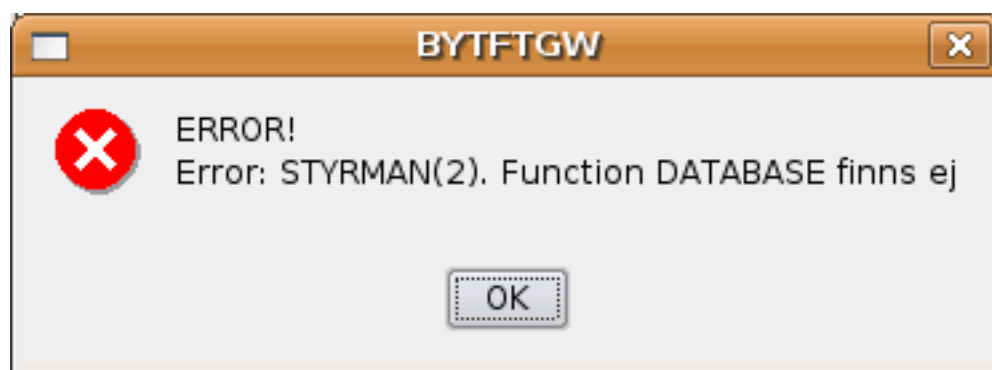 BYTFTGW
ERROR!
Error: STYRMAN(2). Function DATABASE finns ej
OK